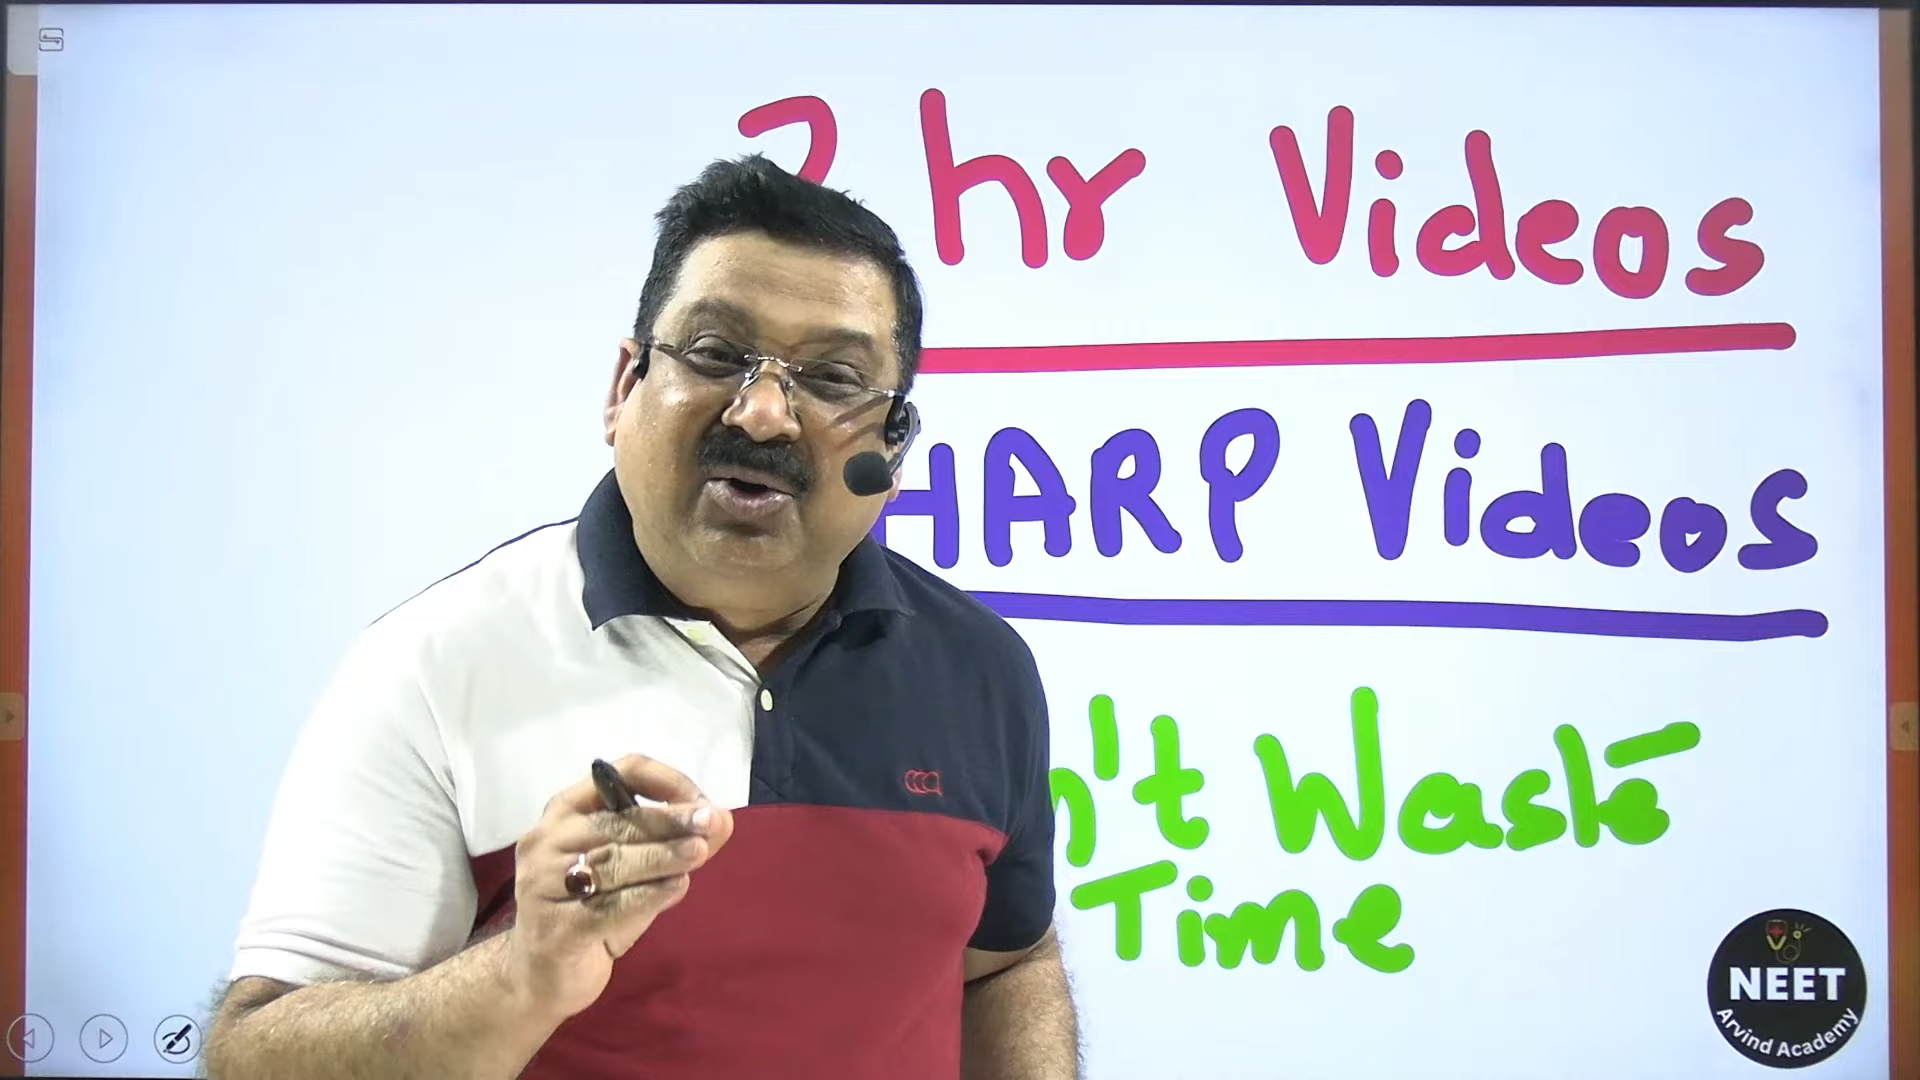 hr Videos
HARP Videos
n't Waste
Time
NEET
Arvind Academy